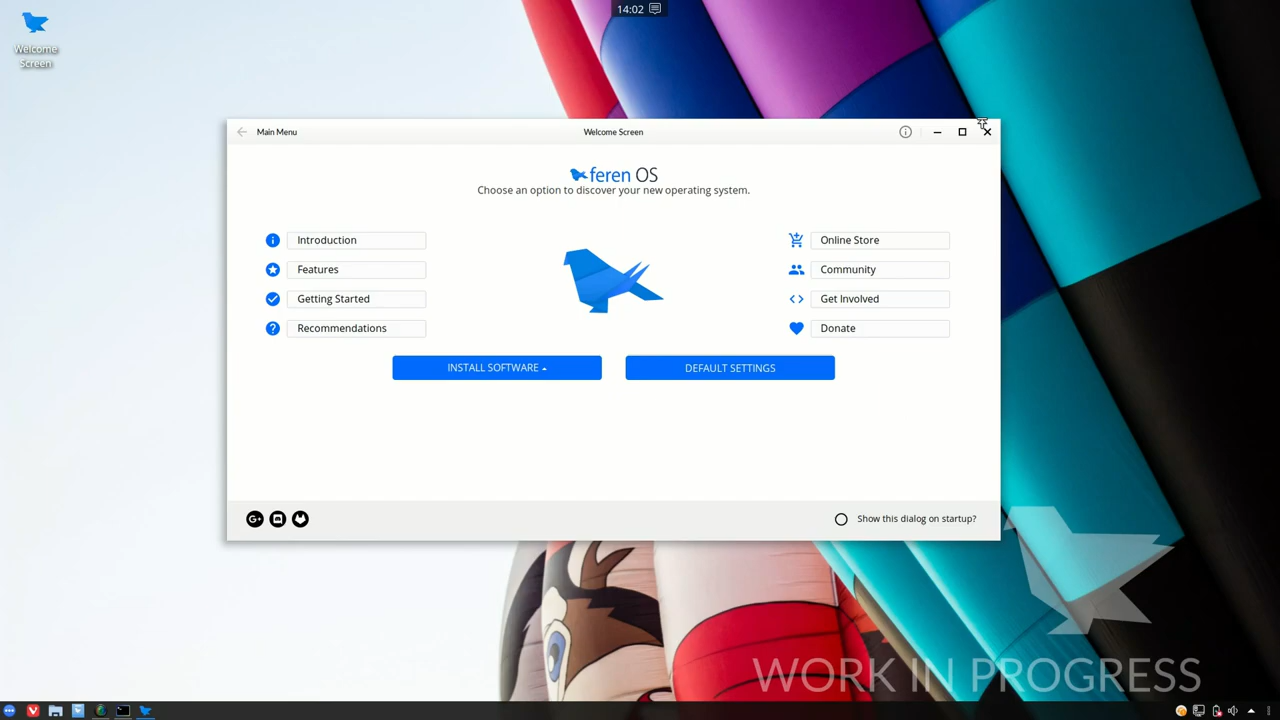 14:02
Welcome
Screen
Main Menu
Welcome Screen
feren OS
Choose an option to discover your new operating system.
Introduction
Features
Getting Started
Recommendations
Online Store
Community
Get Involved
Donate
INSTALL SOFTWARE
DEFAULT SETTINGS
G+
Show this dialog on startup?
WORK IN PROGRESS